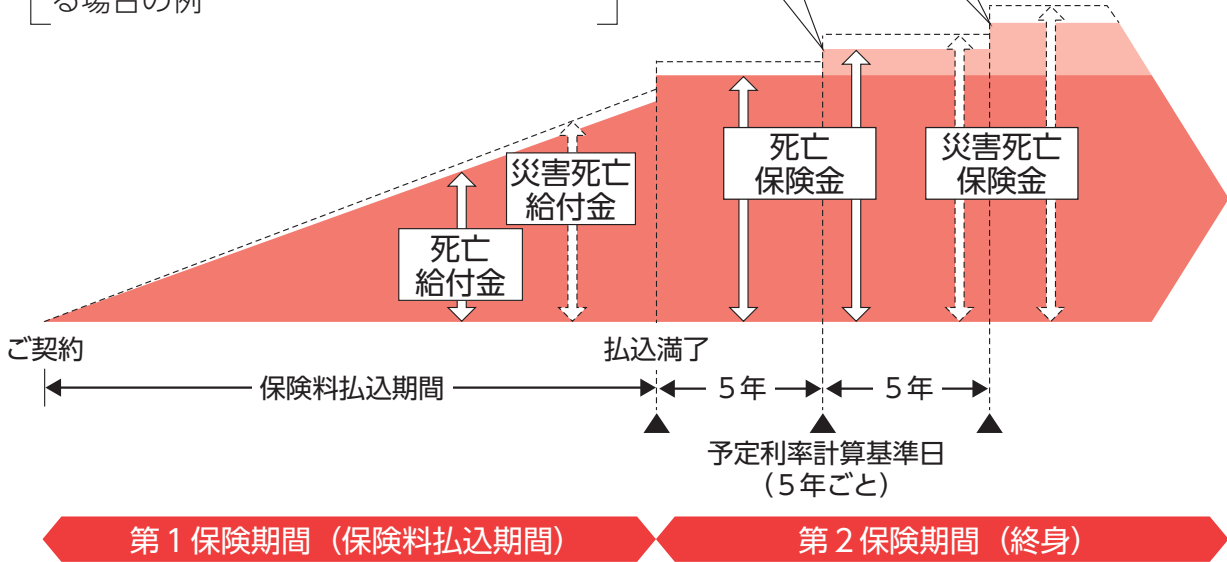 る場合の例
災害死亡
給付金
死亡
給付金
死亡
保険金
災害死亡
保険金
ご契約
払込満了
保険料払込期間
5年
5年
予定利率計算基準日
(5年ごと)
第1保険期間(保険料払込期間)
第2保険期間(終身)